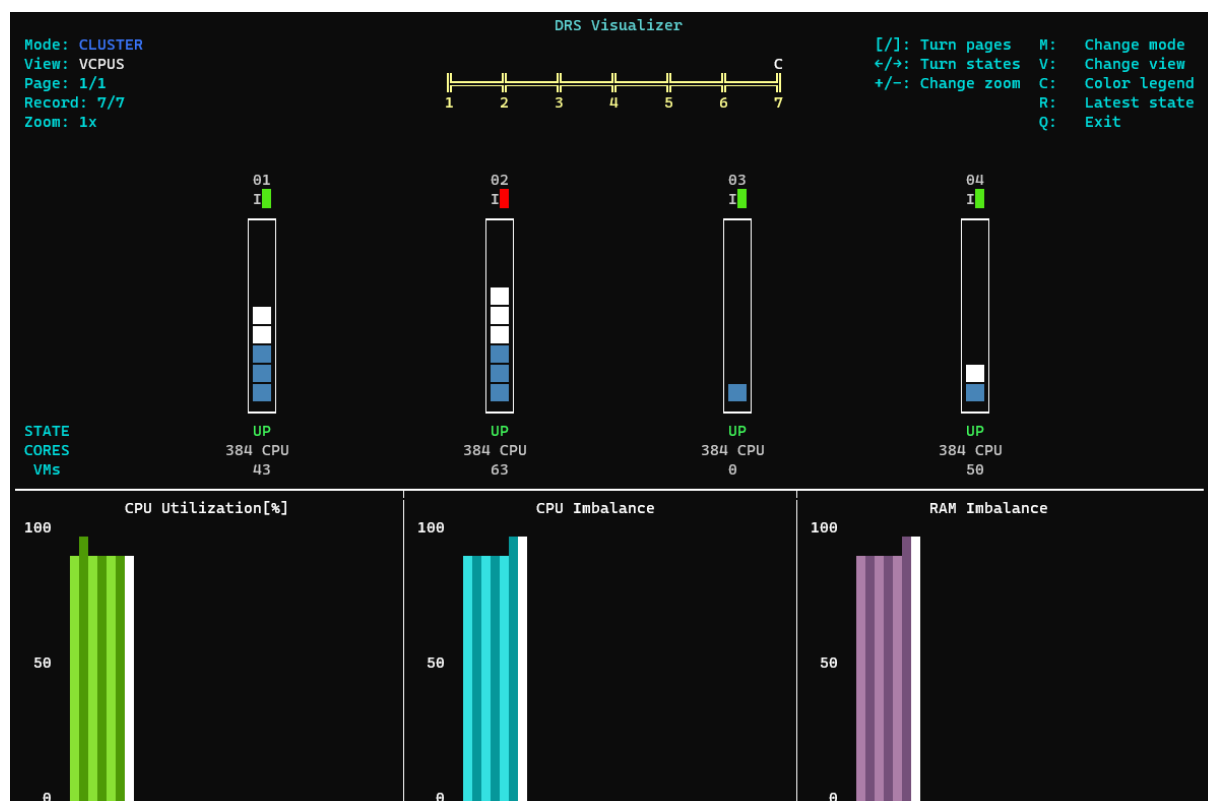 DRS Visualizer
Mode: CLUSTER
View: VCPUS
Page: 1/1
Record: 7/7
Zoom: 1x
C
1 2 3 4 5 6 7
[/]: Turn pages M: Change mode
←/→: Turn states V: Change view
+/-: Change zoom C: Color legend
R: Latest state
Q: Exit
01 02 03 04
I I I I
STATE UP UP UP UP
CORES 384 CPU 384 CPU 384 CPU 384 CPU
VMs 43 63 0 50
CPU Utilization[%]
100
50
0
CPU Imbalance
100
50
0
RAM Imbalance
100
50
0